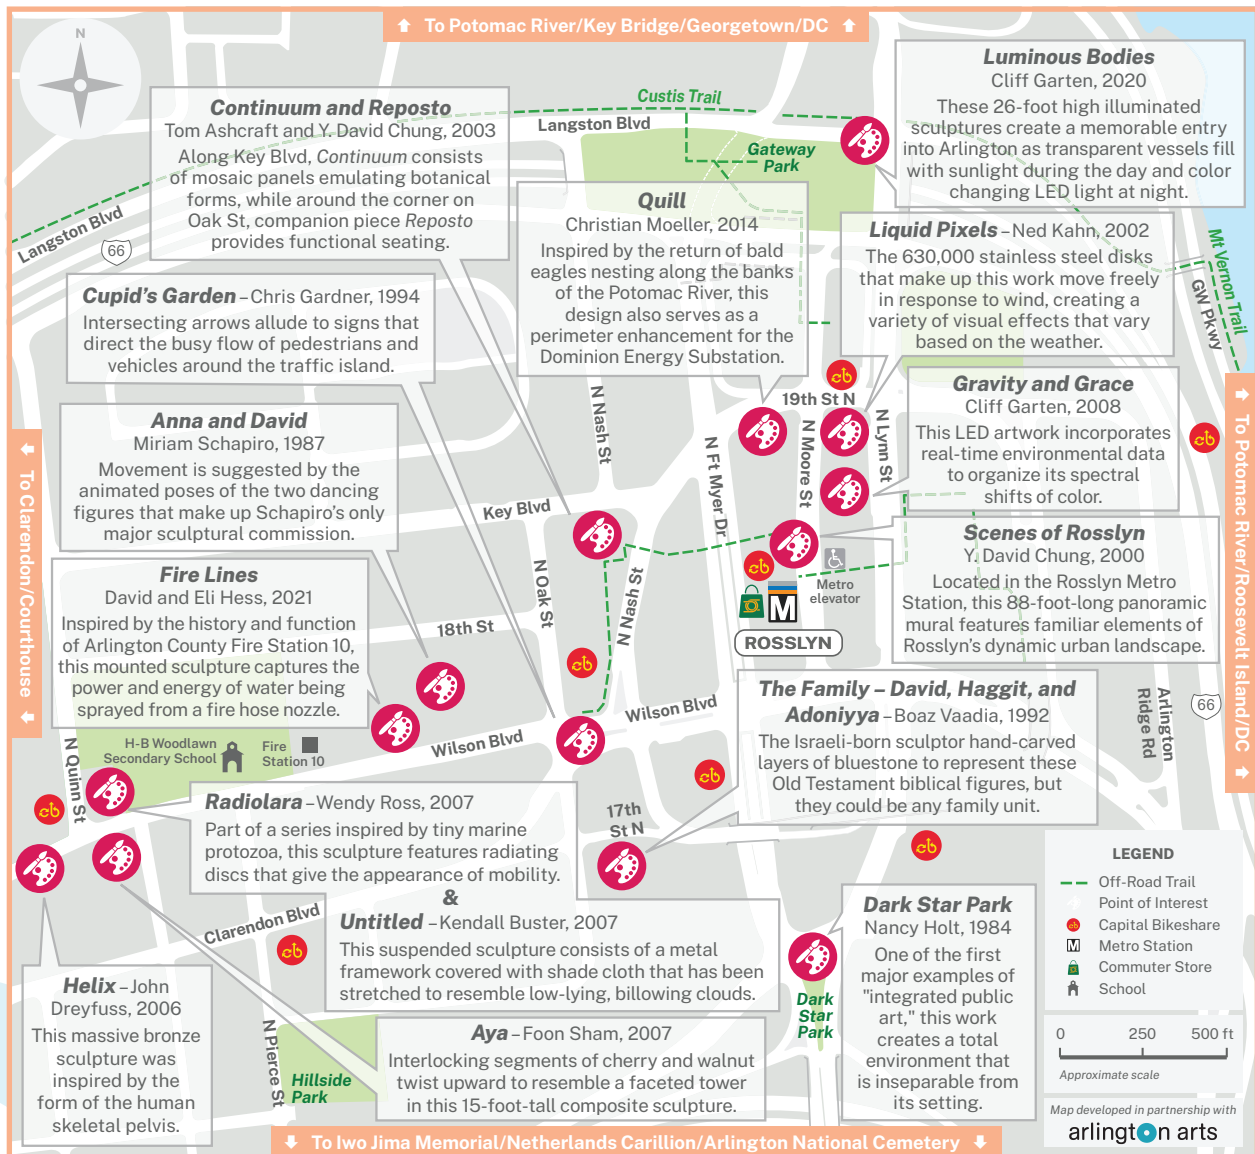 To Potomac River/Key Bridge/Georgetown/DC
N
Luminous Bodies
Cliff Garten, 2020
These 26-foot high illuminated
sculptures create a memorable entry
into Arlington as transparent vessels fill
with sunlight during the day and color
changing LED light at night.
Continuum and Reposto
Tom Ashcraft and Y. David Chung, 2003
Along Key Blvd, Continuum consists
of mosaic panels emulating botanical
forms, while around the corner on
Oak St, companion piece Reposto
provides functional seating.
Custis Trail
Langston Blvd
Gateway
Park
Quill
Christian Moeller, 2014
Inspired by the return of bald
eagles nesting along the banks
of the Potomac River, this
design also serves as a
perimeter enhancement for the
Dominion Energy Substation.
Liquid Pixels – Ned Kahn, 2002
The 630,000 stainless steel disks
that make up this work move freely
in response to wind, creating a
variety of visual effects that vary
based on the weather.
Langston Blvd
66
Mt Vernon Trail
GW Pkwy
Cupid's Garden – Chris Gardner, 1994
Intersecting arrows allude to signs that
direct the busy flow of pedestrians and
vehicles around the traffic island.
Gravity and Grace
Cliff Garten, 2008
This LED artwork incorporates
real-time environmental data
to organize its spectral
shifts of color.
19th St N
N Nash St
N Ft Myer Dr
N Moore St
N Lynn St
Anna and David
Miriam Schapiro, 1987
Movement is suggested by the
animated poses of the two dancing
figures that make up Schapiro's only
major sculptural commission.
To Clarendon/Courthouse
To Potomac River/Roosevelt Island/DC
Key Blvd
Scenes of Rosslyn
Y. David Chung, 2000
Located in the Rosslyn Metro
Station, this 88-foot-long panoramic
mural features familiar elements of
Rosslyn's dynamic urban landscape.
Fire Lines
David and Eli Hess, 2021
Inspired by the history and function
of Arlington County Fire Station 10,
this mounted sculpture captures the
power and energy of water being
sprayed from a fire hose nozzle.
N Oak St
N Nash St
Metro
elevator
M
ROSSLYN
18th St
The Family – David, Haggit, and
Adoniyya – Boaz Vaadia, 1992
The Israeli-born sculptor hand-carved
layers of bluestone to represent these
Old Testament biblical figures, but
they could be any family unit.
Wilson Blvd
Wilson Blvd
Arlington
Ridge Rd
66
H-B Woodlawn
Secondary School
Fire
Station 10
N Quinn St
Radiolara – Wendy Ross, 2007
Part of a series inspired by tiny marine
protozoa, this sculpture features radiating
discs that give the appearance of mobility.
&
Untitled – Kendall Buster, 2007
This suspended sculpture consists of a metal
framework covered with shade cloth that has been
stretched to resemble low-lying, billowing clouds.
17th
St N
Clarendon Blvd
Dark Star Park
Nancy Holt, 1984
One of the first
major examples of
"integrated public
art," this work
creates a total
environment that
is inseparable from
its setting.
Dark
Star
Park
Helix – John
Dreyfuss, 2006
This massive bronze
sculpture was
inspired by the
form of the human
skeletal pelvis.
N Pierce St
Hillside
Park
Aya – Foon Sham, 2007
Interlocking segments of cherry and walnut
twist upward to resemble a faceted tower
in this 15-foot-tall composite sculpture.
LEGEND
Off-Road Trail
Point of Interest
Capital Bikeshare
M Metro Station
Commuter Store
School
0 250 500 ft
Approximate scale
Map developed in partnership with
arlington arts
To Iwo Jima Memorial/Netherlands Carillion/Arlington National Cemetery